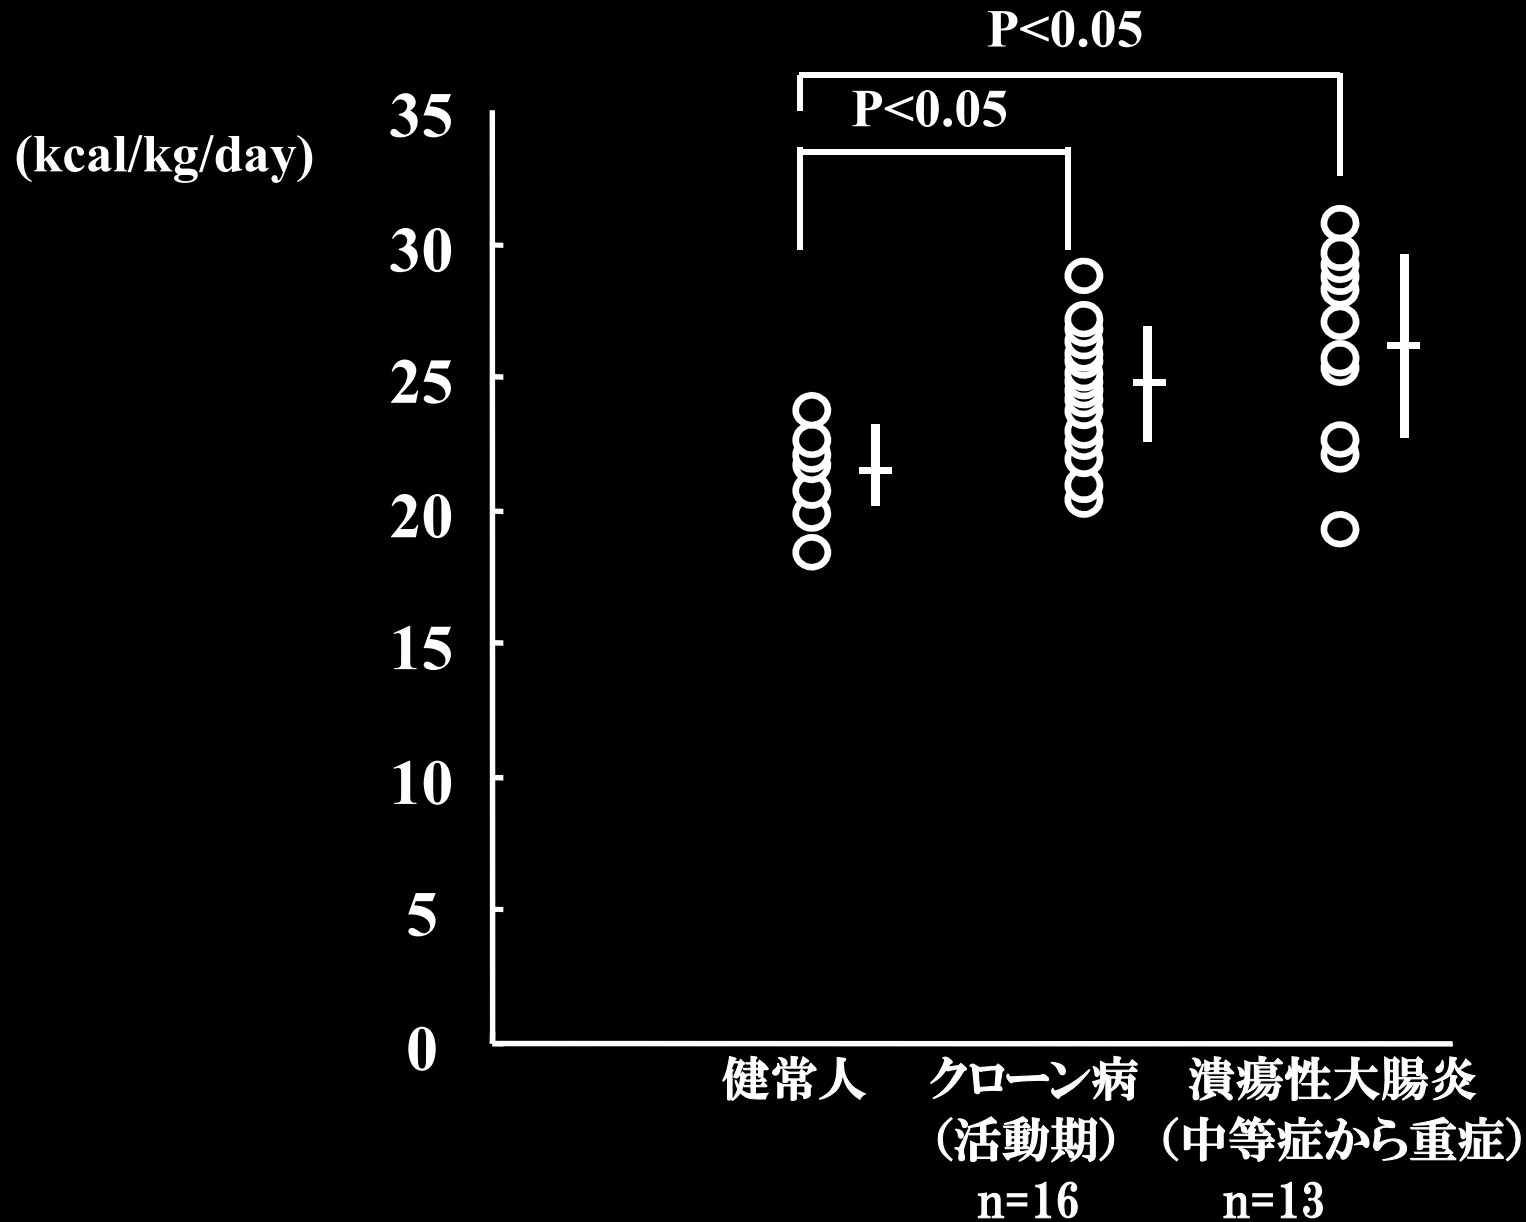 P<0.05
P<0.05
(kcal/kg/day)
35
30
25
20
15
10
5
0
健常人
クローン病
（活動期）
n=16
潰瘍性大腸炎
（中等症から重症）
n=13